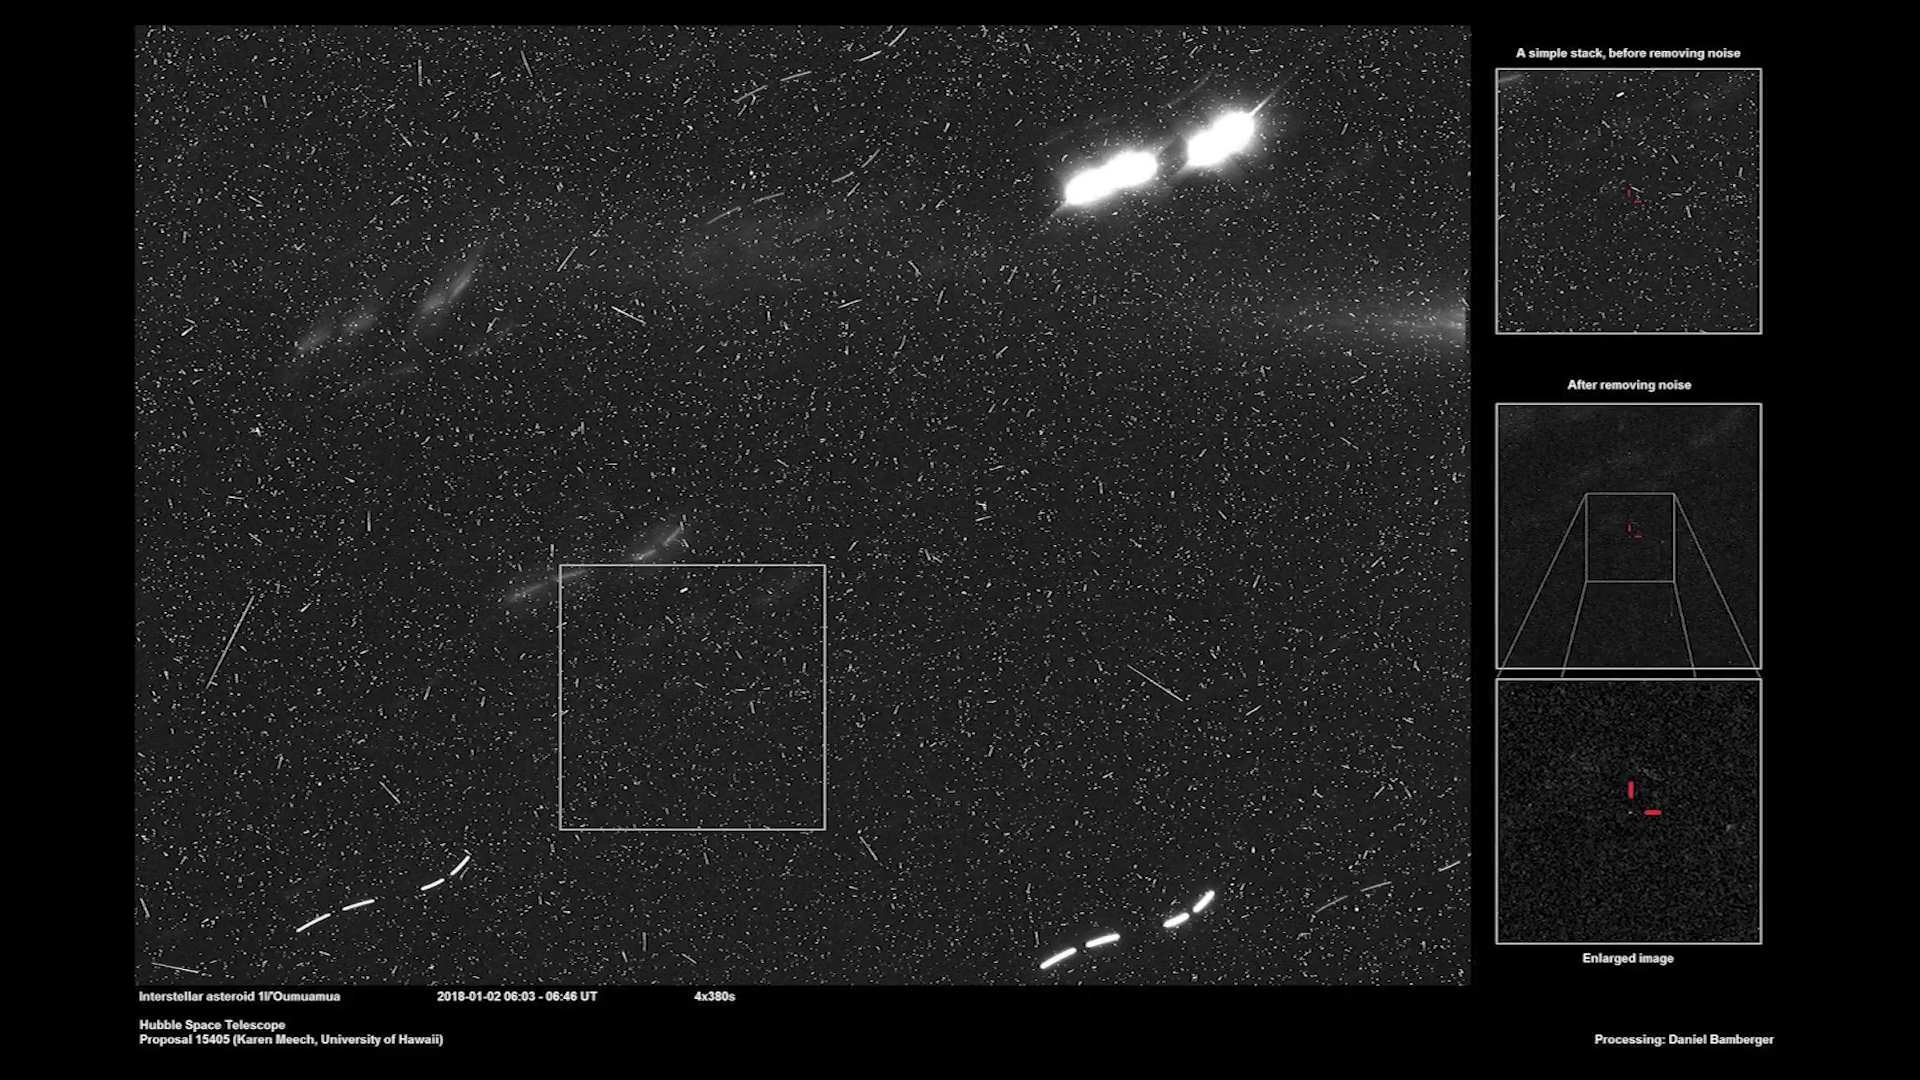 A simple stack, before removing noise
After removing noise
Enlarged image
Interstellar asteroid 1I/'Oumuamua 2018-01-02 06:03 - 06:46 UT 4x380s
Hubble Space Telescope
Proposal 15405 (Karen Meech, University of Hawaii)
Processing: Daniel Bamberger